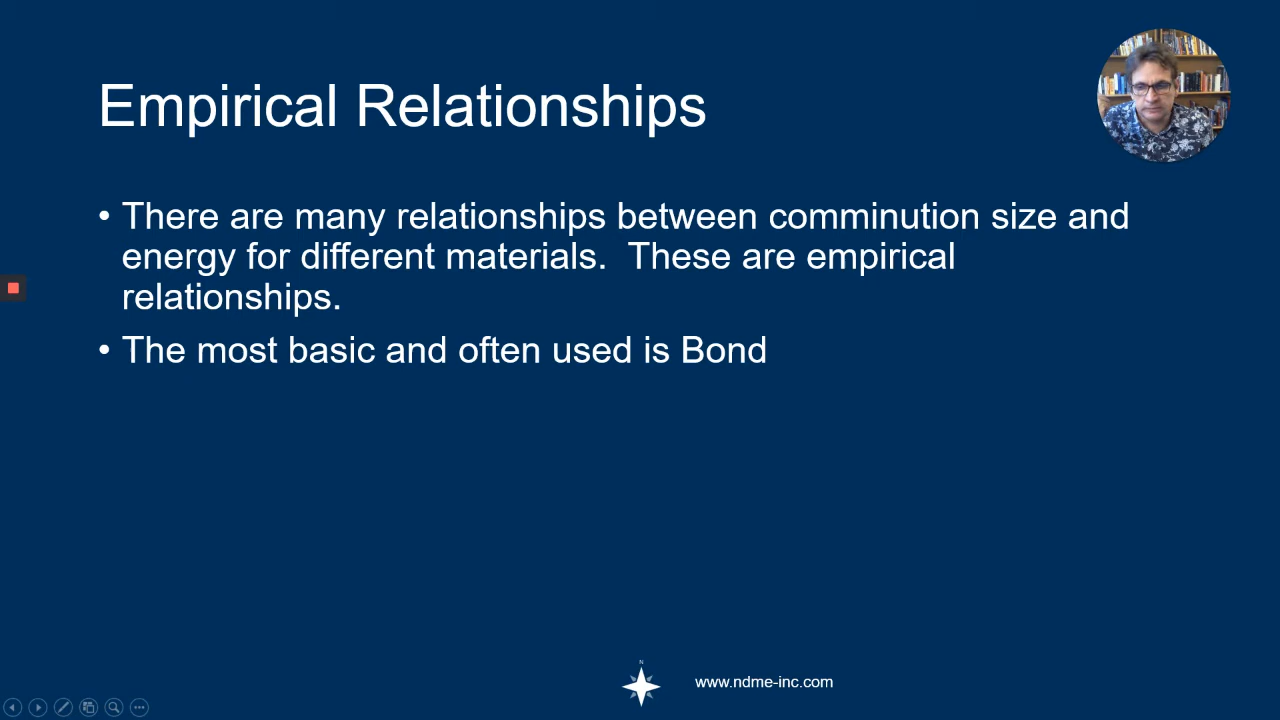 Empirical Relationships
• There are many relationships between comminution size and
energy for different materials.  These are empirical
relationships.
• The most basic and often used is Bond
N
www.ndme-inc.com